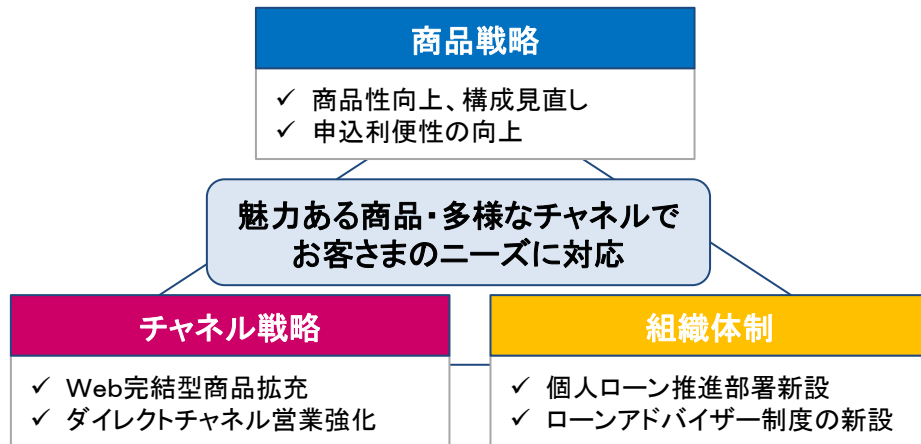 商品戦略
✓ 商品性向上、構成見直し
✓ 申込利便性の向上
魅力ある商品・多様なチャネルで
お客さまのニーズに対応
チャネル戦略
✓ Web完結型商品拡充
✓ ダイレクトチャネル営業強化
組織体制
✓ 個人ローン推進部署新設
✓ ローンアドバイザー制度の新設